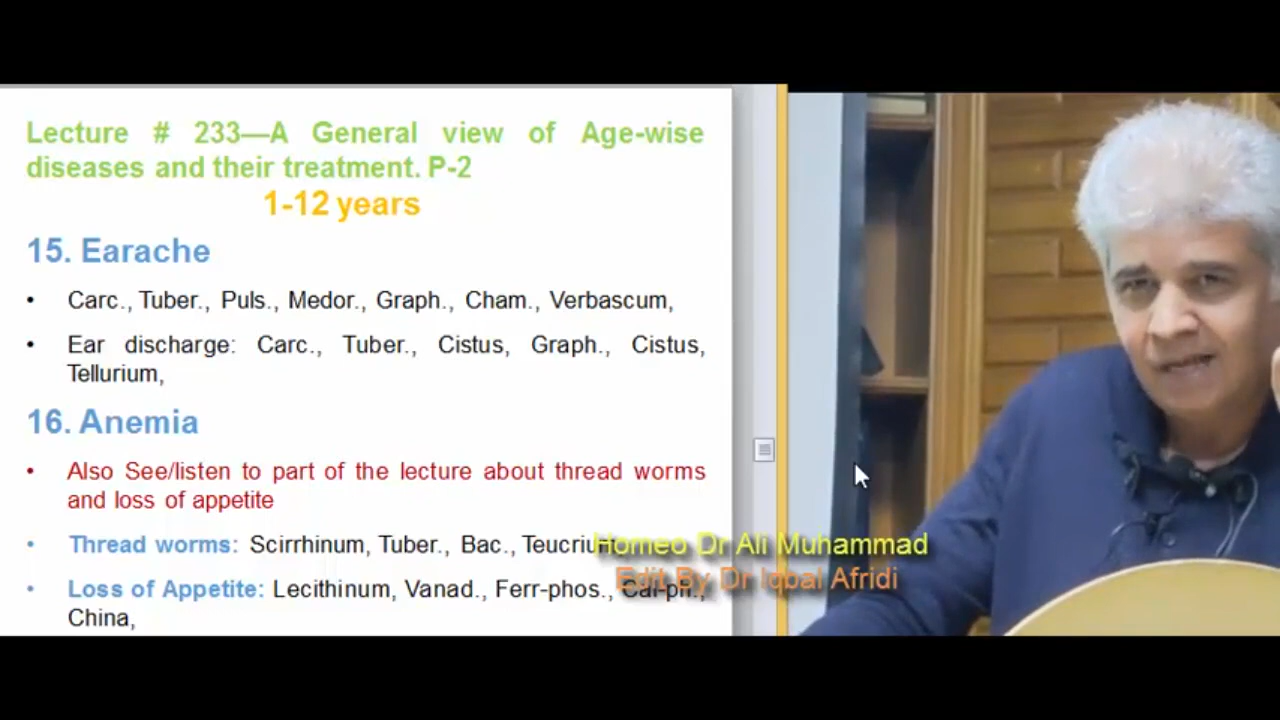 Lecture # 233—A General view of Age-wise
diseases and their treatment. P-2
1-12 years
15. Earache
• Carc., Tuber., Puls., Medor., Graph., Cham., Verbascum,
• Ear discharge: Carc., Tuber., Cistus, Graph., Cistus,
Tellurium,
16. Anemia
• Also See/listen to part of the lecture about thread worms
and loss of appetite
• Thread worms: Scirrhinum, Tuber., Bac.,
Homeo Dr Ali Muhammad
Edit By Dr Iqbal Afridi
• Loss of Appetite: Lecithinum, Vanad., Ferr-phos.,
China,